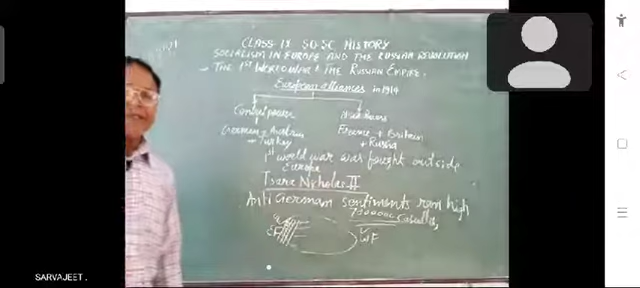 CLASS IX SO.SC HISTORY
SOCIALISM IN EUROPE AND THE RUSSIAN REVOLUTION
- THE 1ST WORLD WAR & THE RUSSIAN EMPIRE.
European alliances in 1914
Central powers
Germany + Austria
+ Turkey
France + Britain
+ Russia
1st world war was fought outside
Europe
Tsar Nicholas II
Anti German sentiments ran high
EF
WF
SARVAJEET .